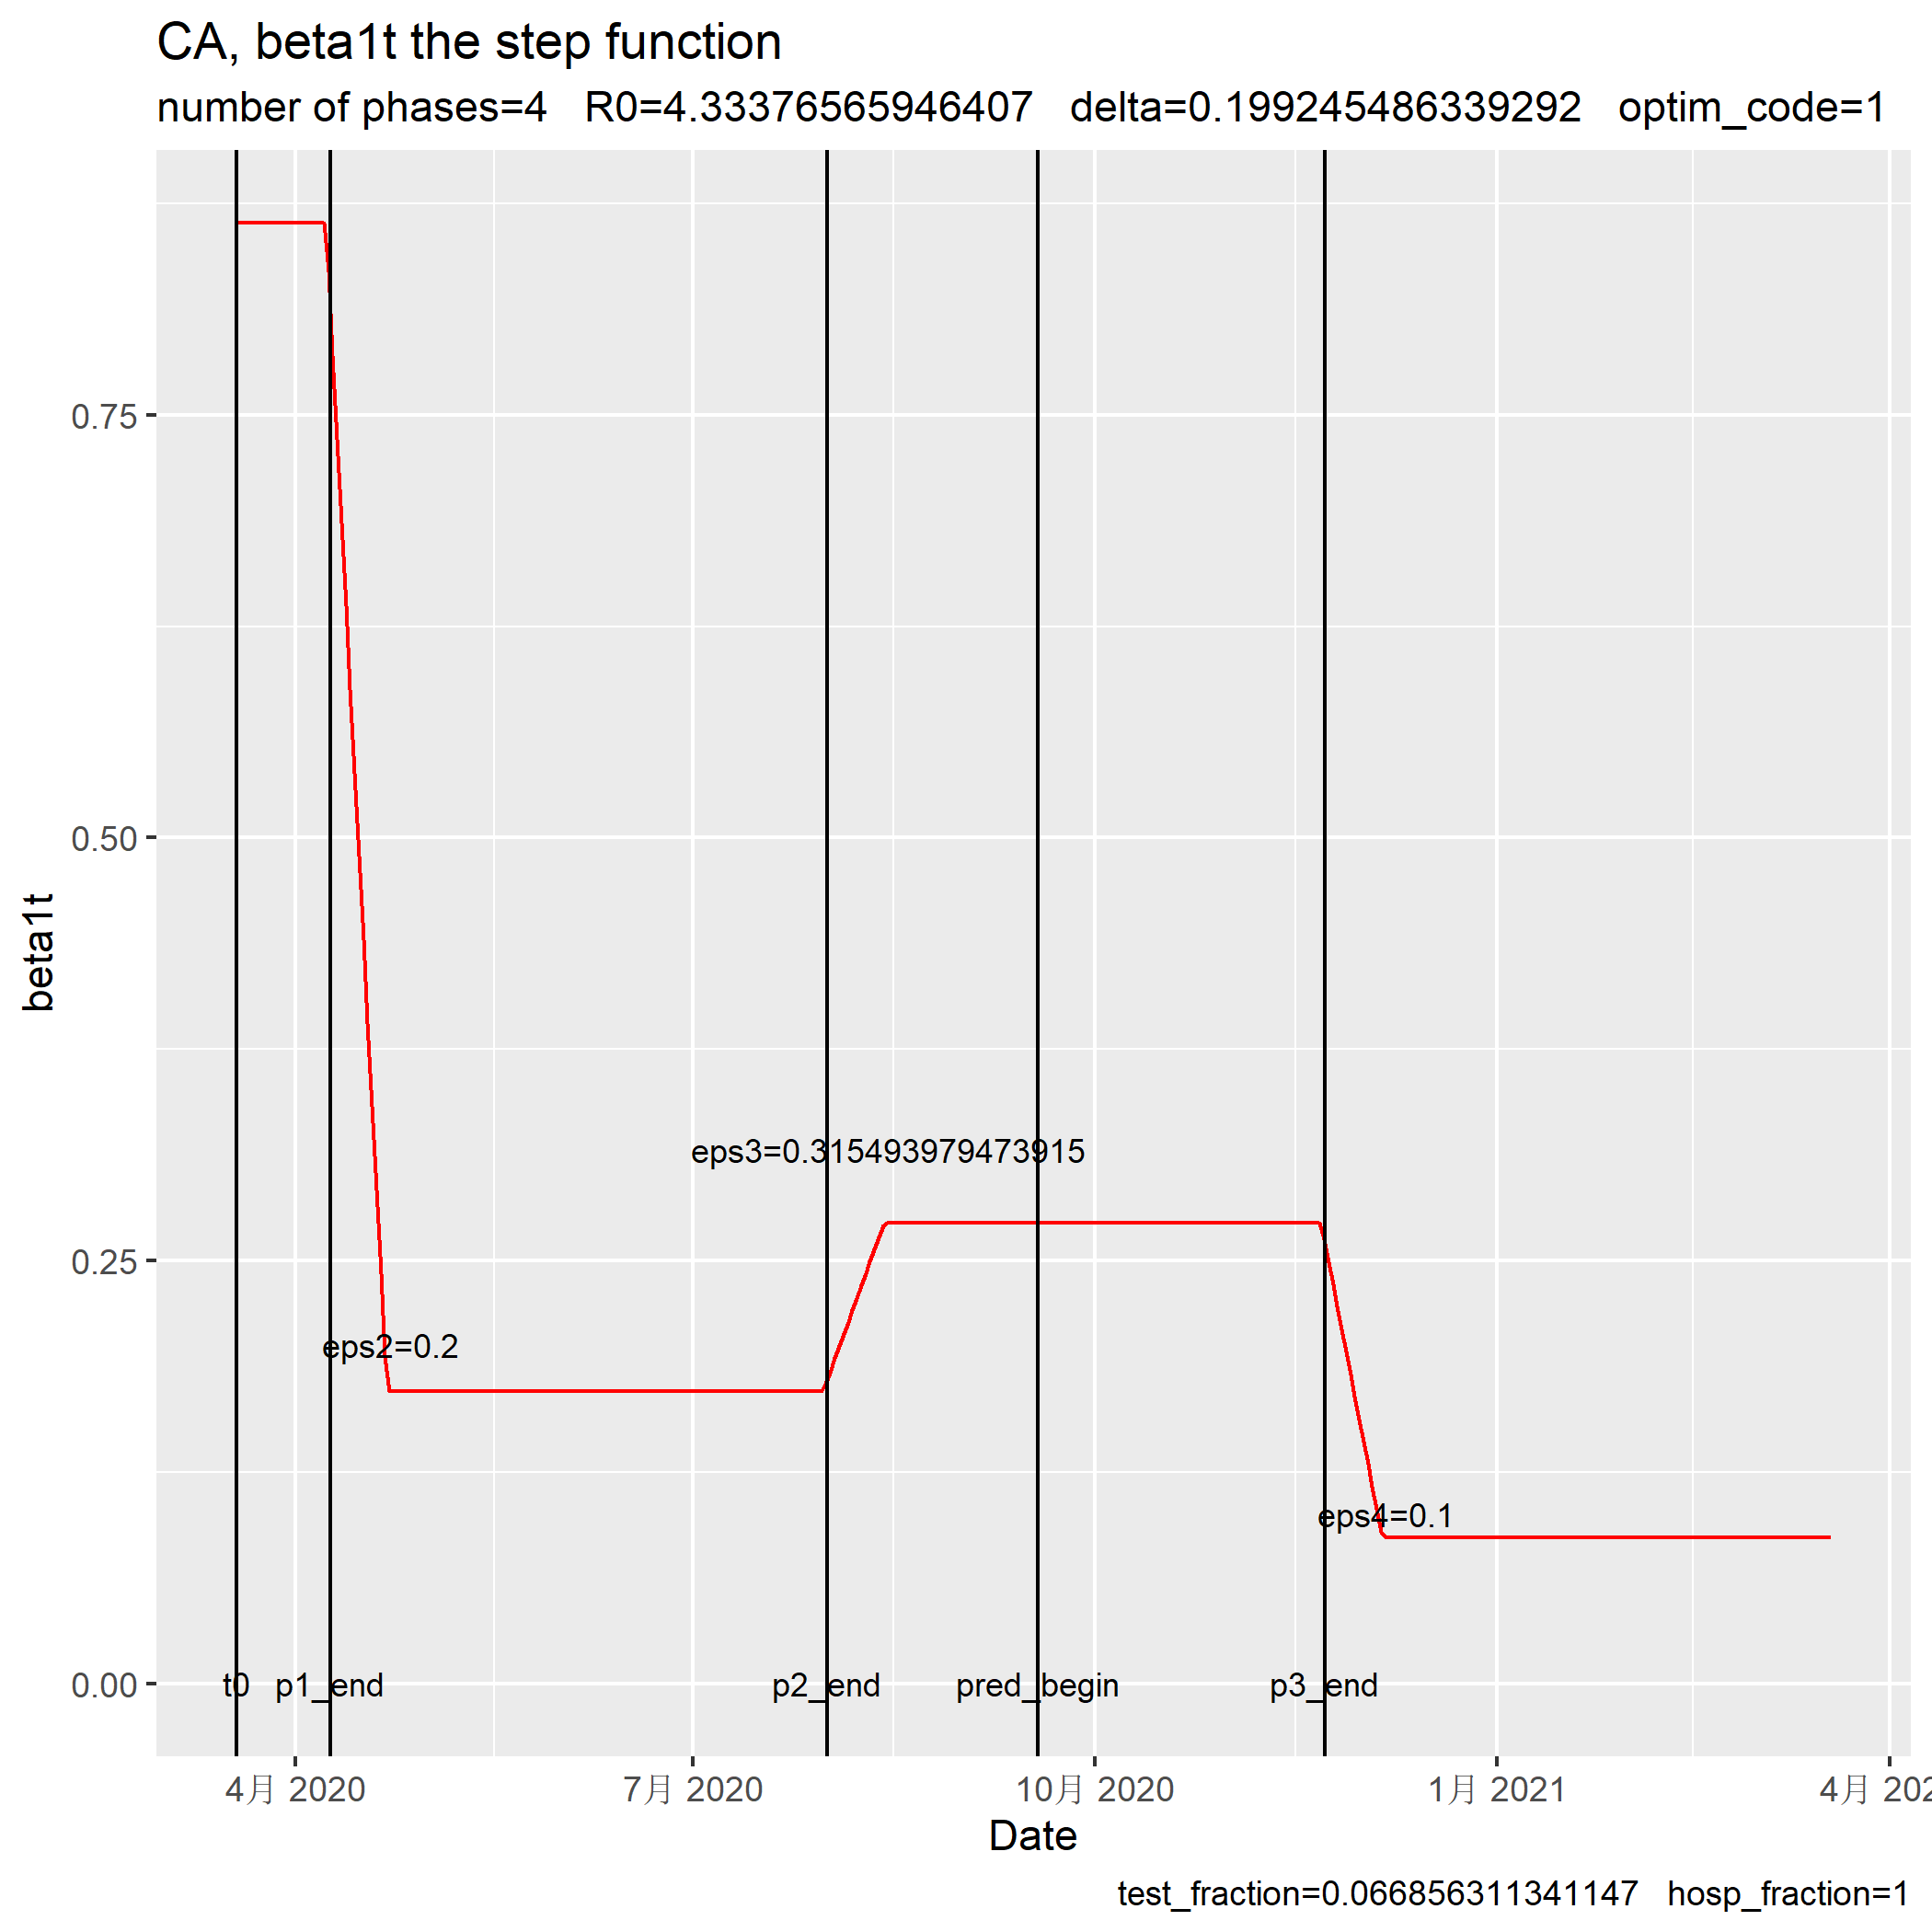 CA, beta1t the step function
number of phases=4 R0=4.33376565946407 delta=0.199245486339292 optim_code=1
0.75
0.50
0.25
0.00
beta1t
eps3=0.315493979473915
eps2=0.2
eps4=0.1
t0 p1_end p2_end pred_begin p3_end
4月 2020 7月 2020 10月 2020 1月 2021 4月 202
Date
test_fraction=0.066856311341147 hosp_fraction=1